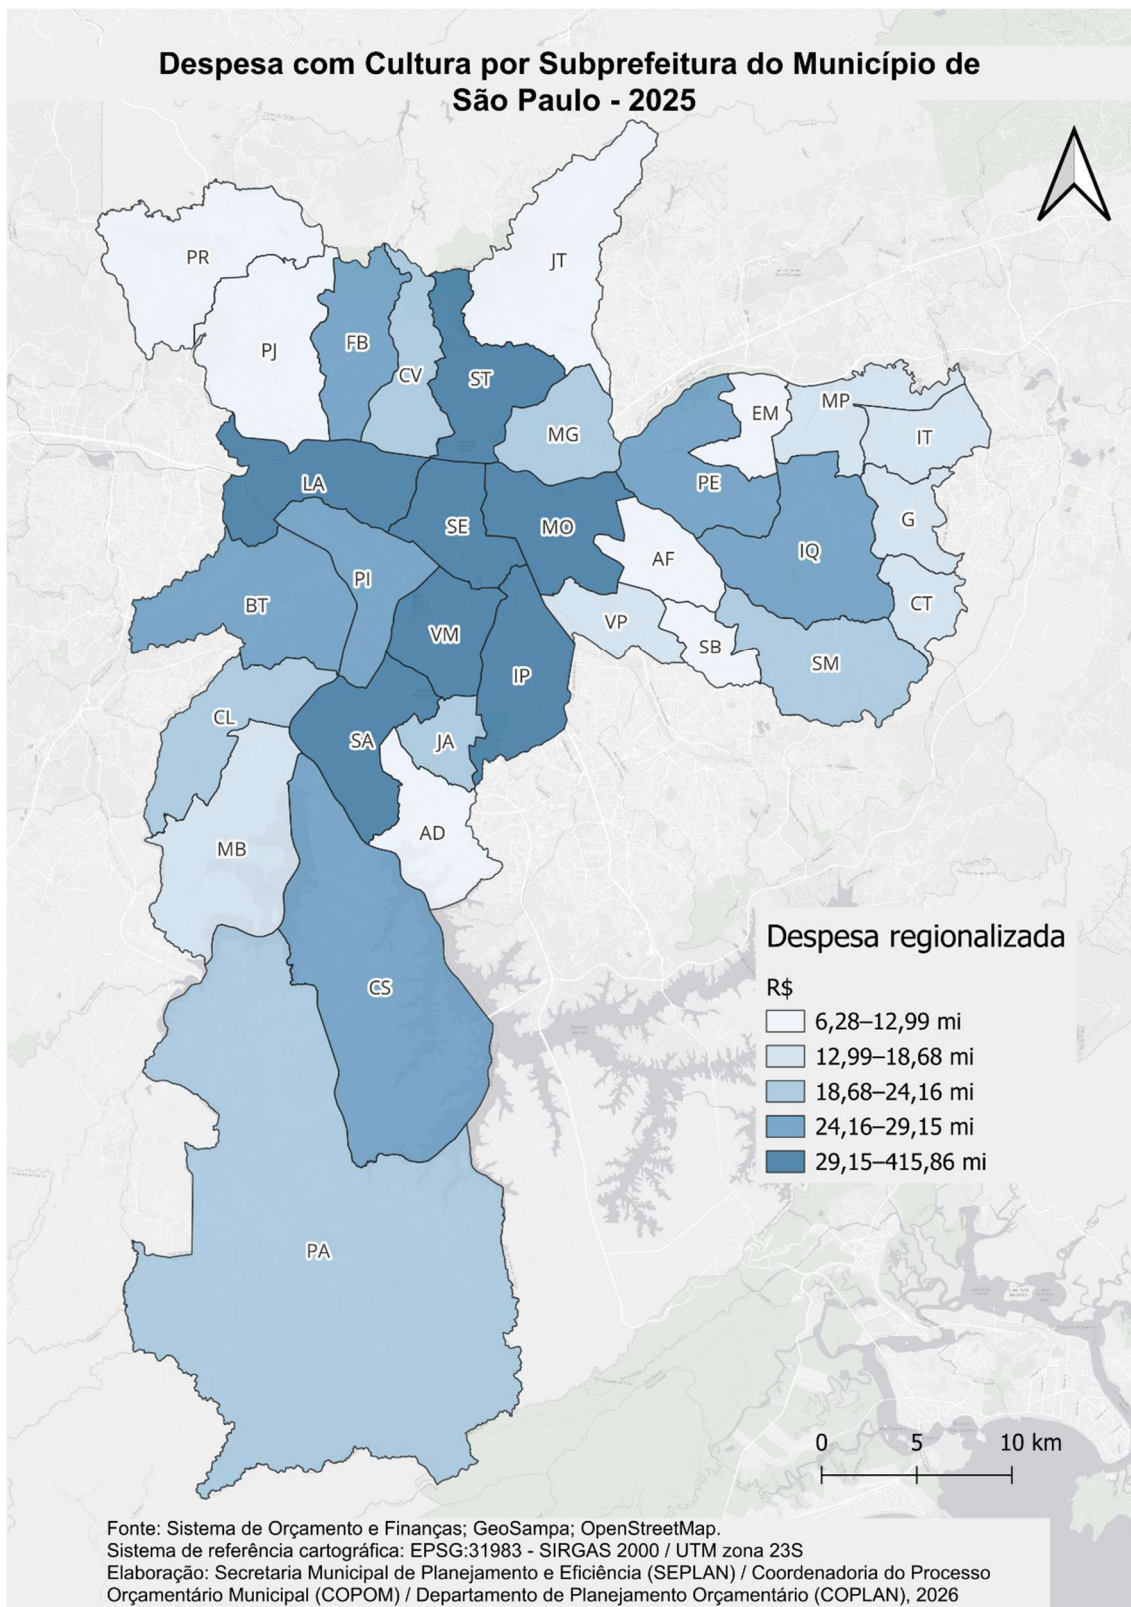 Despesa com Cultura por Subprefeitura do Município de
São Paulo - 2025
PR
JT
PJ
FB
CV
ST
MG
EM
MP
IT
LA
PE
SE
MO
G
IQ
AF
PI
BT
CT
VP
VM
SB
SM
IP
CL
SA
JA
AD
MB
CS
PA
Despesa regionalizada
R$
6,28–12,99 mi
12,99–18,68 mi
18,68–24,16 mi
24,16–29,15 mi
29,15–415,86 mi
0 5 10 km
Fonte: Sistema de Orçamento e Finanças; GeoSampa; OpenStreetMap.
Sistema de referência cartográfica: EPSG:31983 - SIRGAS 2000 / UTM zona 23S
Elaboração: Secretaria Municipal de Planejamento e Eficiência (SEPLAN) / Coordenadoria do Processo
Orçamentário Municipal (COPOM) / Departamento de Planejamento Orçamentário (COPLAN), 2026